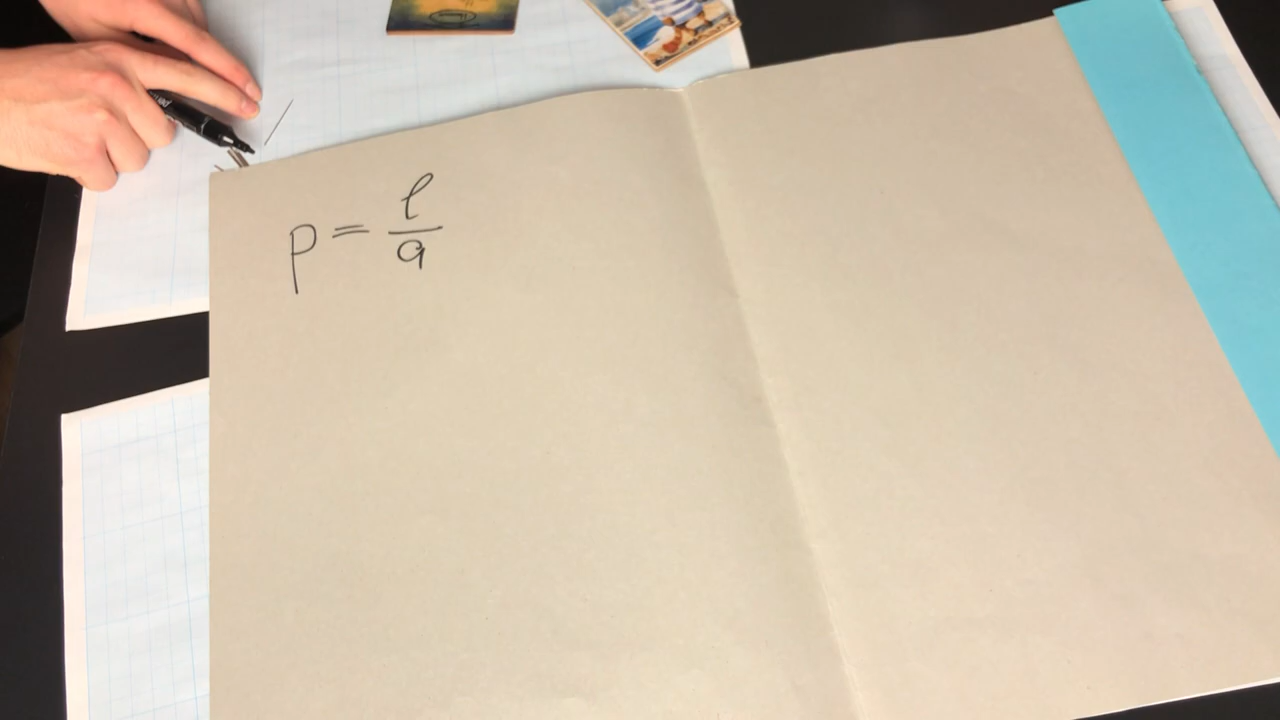 p = l/a